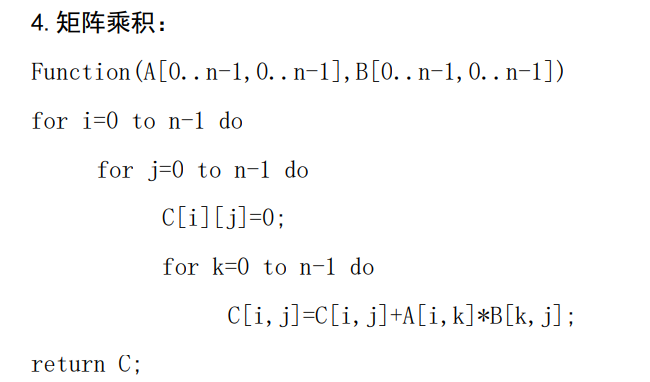 4.矩阵乘积：
Function(A[0..n-1,0..n-1],B[0..n-1,0..n-1])
for i=0 to n-1 do
for j=0 to n-1 do
C[i][j]=0;
for k=0 to n-1 do
C[i,j]=C[i,j]+A[i,k]*B[k,j];
return C;